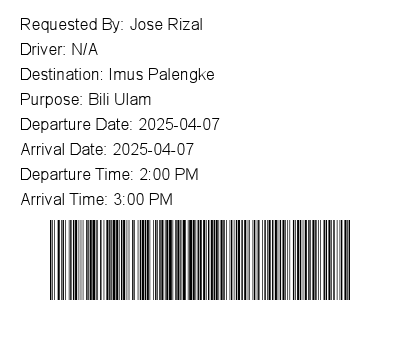 Requested By: Jose Rizal
Driver: N/A
Destination: Imus Palengke
Purpose: Bili Ulam
Departure Date: 2025-04-07
Arrival Date: 2025-04-07
Departure Time: 2:00 PM
Arrival Time: 3:00 PM